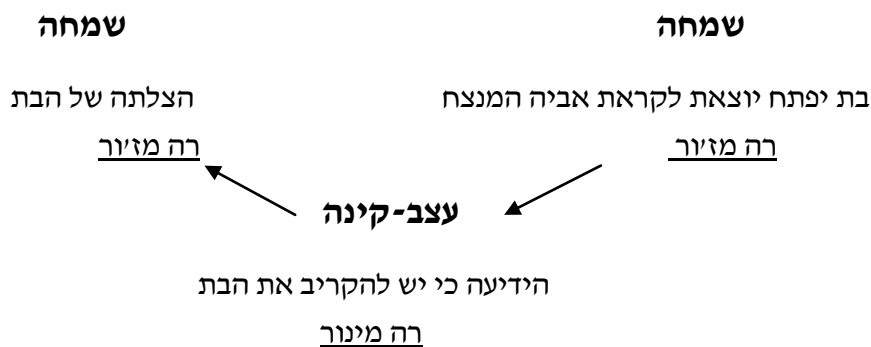 שמחה
בת יפתח יוצאת לקראת אביה המנצח
רה מז'ור
שמחה
הצלתה של הבת
רה מז'ור
עצב-קינה
הידיעה כי יש להקריב את הבת
רה מינור